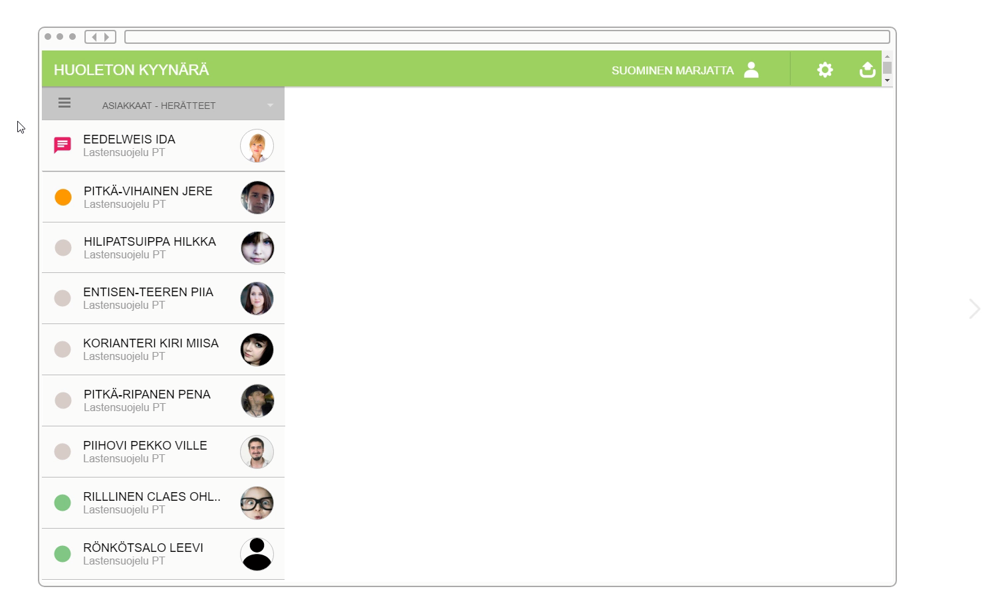 HUOLETON KYYNÄRÄ
SUOMINEN MARJATTA
ASIAKKAAT - HERÄTTEET
EEDELWEIS IDA
Lastensuojelu PT
PITKÄ-VIHAINEN JERE
Lastensuojelu PT
HILIPATSUIPPA HILKKA
Lastensuojelu PT
ENTISEN-TEEREN PIIA
Lastensuojelu PT
KORIANTERI KIRI MIISA
Lastensuojelu PT
PITKÄ-RIPANEN PENA
Lastensuojelu PT
PIIHOVI PEKKO VILLE
Lastensuojelu PT
RILLLINEN CLAES OHL..
Lastensuojelu PT
RÖNKÖTSALO LEEVI
Lastensuojelu PT